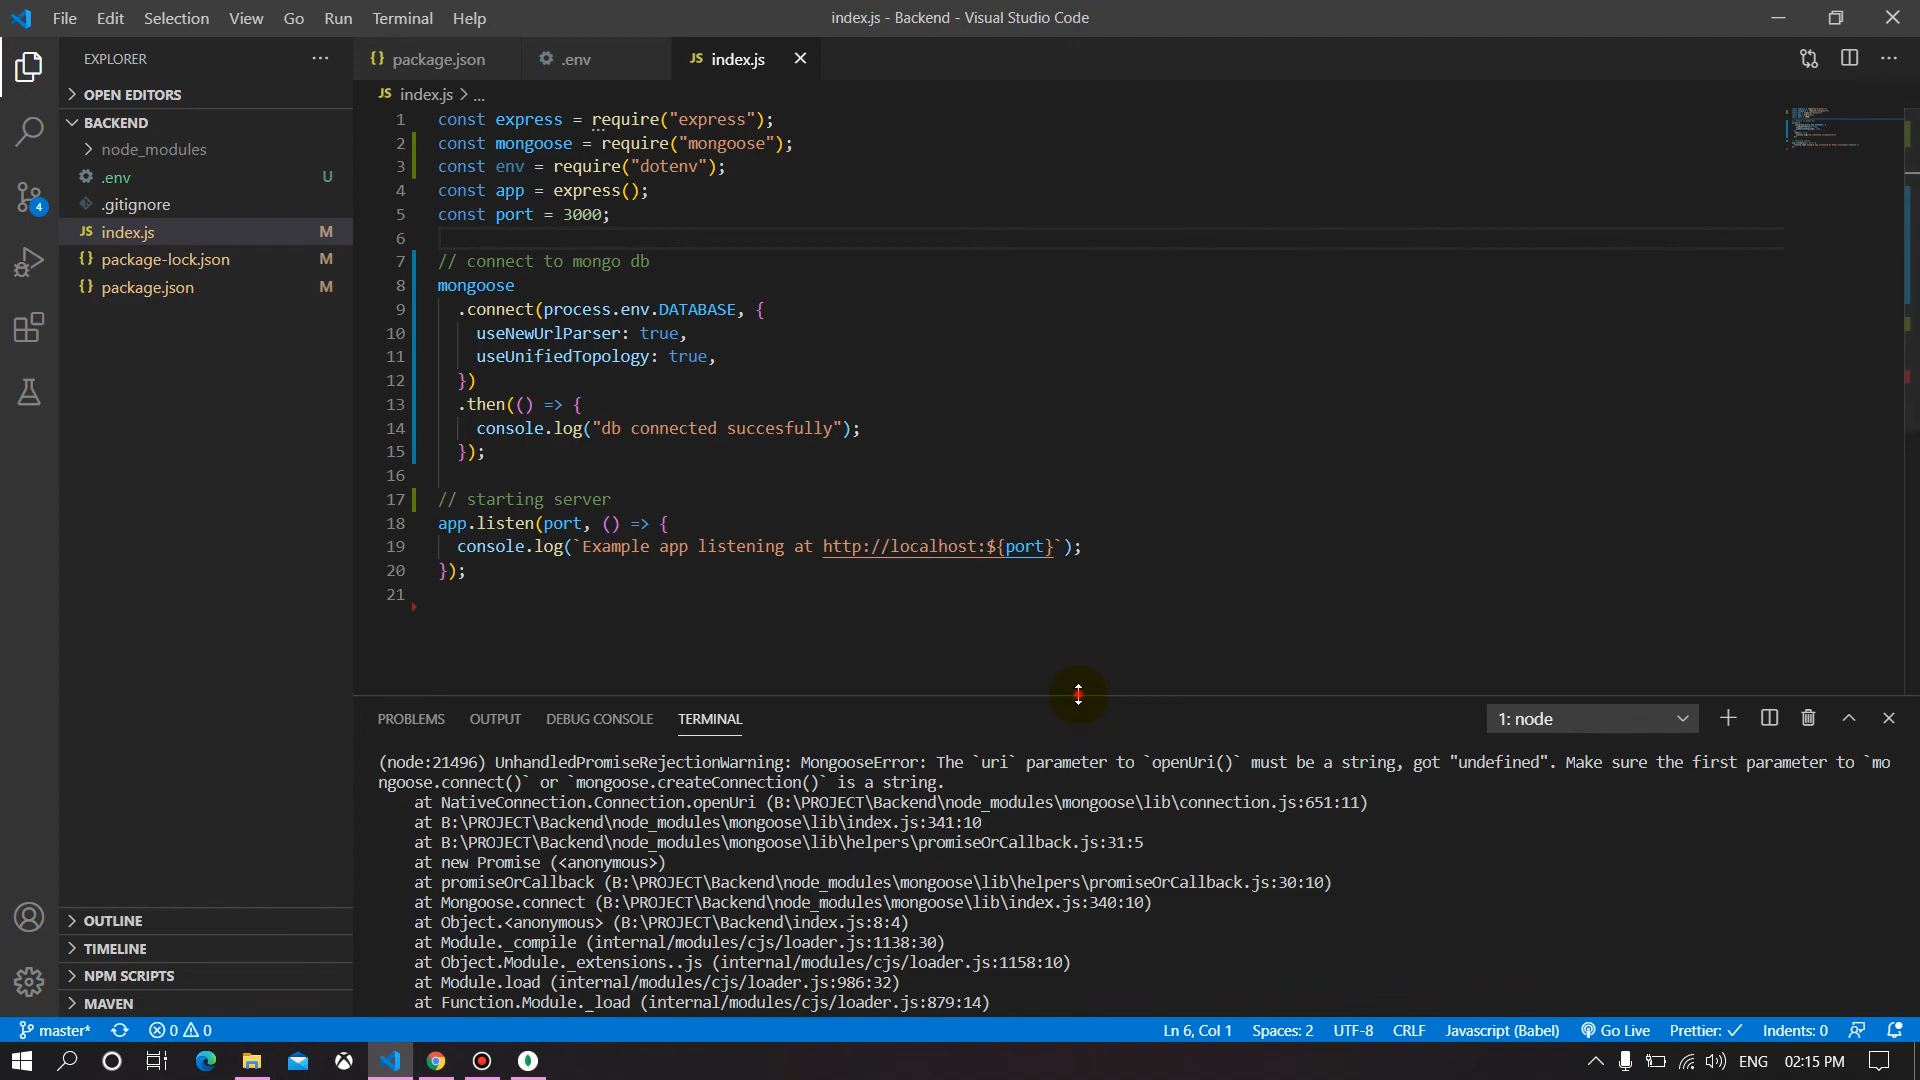 File Edit Selection View Go Run Terminal Help
index.js - Backend - Visual Studio Code
EXPLORER
OPEN EDITORS
BACKEND
node_modules
.env U
.gitignore
JS index.js M
{} package-lock.json M
{} package.json M
OUTLINE
TIMELINE
NPM SCRIPTS
MAVEN
4
{} package.json
.env
JS index.js
JS index.js > ...
1 const express = require("express");
2 const mongoose = require("mongoose");
3 const env = require("dotenv");
4 const app = express();
5 const port = 3000;
6
7 // connect to mongo db
8 mongoose
9 .connect(process.env.DATABASE, {
10 useNewUrlParser: true,
11 useUnifiedTopology: true,
12 })
13 .then(() => {
14 console.log("db connected succesfully");
15 });
16
17 // starting server
18 app.listen(port, () => {
19 console.log(`Example app listening at http://localhost:${port}`);
20 });
21
PROBLEMS OUTPUT DEBUG CONSOLE TERMINAL
1: node
(node:21496) UnhandledPromiseRejectionWarning: MongooseError: The `uri` parameter to `openUri()` must be a string, got "undefined". Make sure the first parameter to `mo
ngoose.connect()` or `mongoose.createConnection()` is a string.
at NativeConnection.Connection.openUri (B:\PROJECT\Backend\node_modules\mongoose\lib\connection.js:651:11)
at B:\PROJECT\Backend\node_modules\mongoose\lib\index.js:341:10
at B:\PROJECT\Backend\node_modules\mongoose\lib\helpers\promiseOrCallback.js:31:5
at new Promise (<anonymous>)
at promiseOrCallback (B:\PROJECT\Backend\node_modules\mongoose\lib\helpers\promiseOrCallback.js:30:10)
at Mongoose.connect (B:\PROJECT\Backend\node_modules\mongoose\lib\index.js:340:10)
at Object.<anonymous> (B:\PROJECT\Backend\index.js:8:4)
at Module._compile (internal/modules/cjs/loader.js:1138:30)
at Object.Module._extensions..js (internal/modules/cjs/loader.js:1158:10)
at Module.load (internal/modules/cjs/loader.js:986:32)
at Function.Module._load (internal/modules/cjs/loader.js:879:14)
master* 0 0
Ln 6, Col 1 Spaces: 2 UTF-8 CRLF Javascript (Babel) Go Live Prettier: ✓ Indents: 0
ENG 02:15 PM